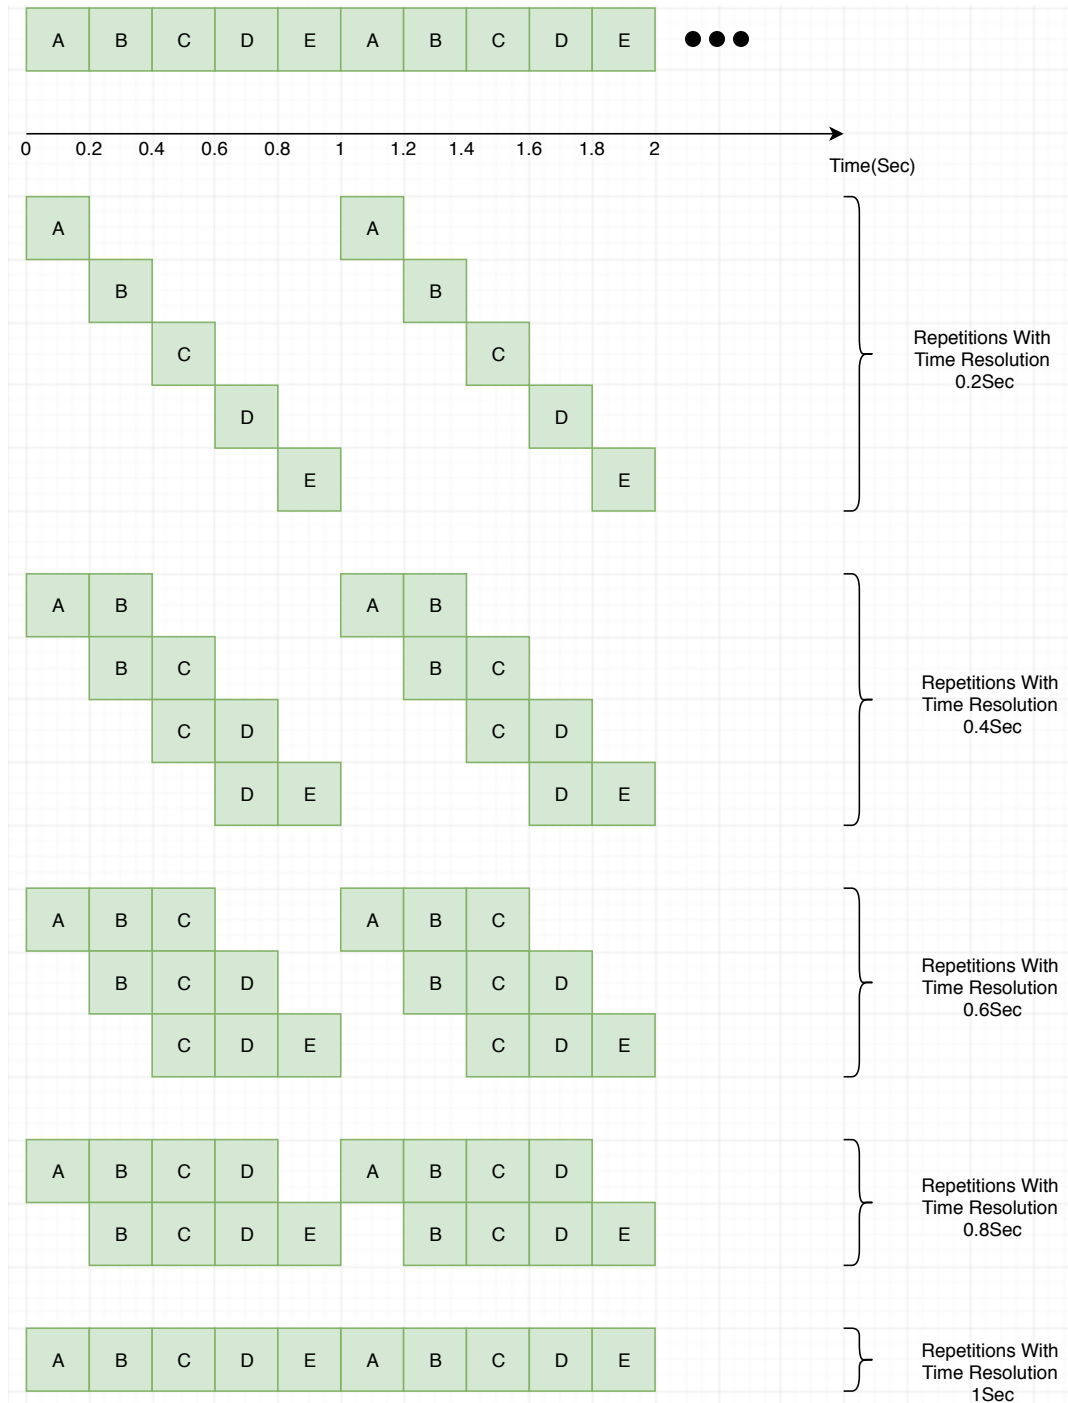 A B C D E A B C D E
0 0.2 0.4 0.6 0.8 1 1.2 1.4 1.6 1.8 2
Time(Sec)
A A
B B
C C
D D
E E
Repetitions With
Time Resolution
0.2Sec
A B A B
B C B C
C D C D
D E D E
Repetitions With
Time Resolution
0.4Sec
A B C A B C
B C D B C D
C D E C D E
Repetitions With
Time Resolution
0.6Sec
A B C D A B C D
B C D E B C D E
Repetitions With
Time Resolution
0.8Sec
A B C D E A B C D E
Repetitions With
Time Resolution
1Sec